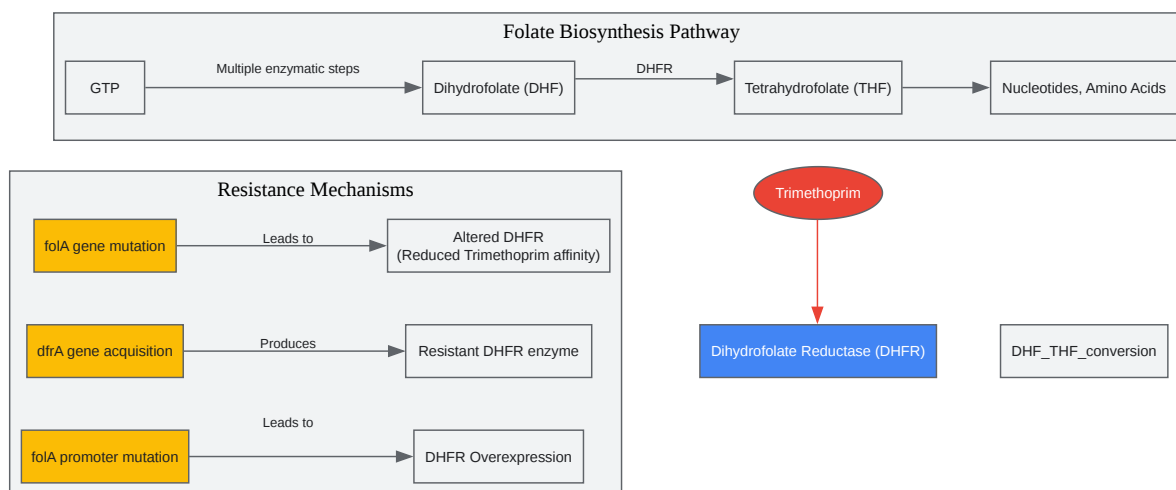 Folate Biosynthesis Pathway
GTP
Multiple enzymatic steps
Dihydrofolate (DHF)
DHFR
Tetrahydrofolate (THF)
Nucleotides, Amino Acids
Resistance Mechanisms
folA gene mutation
Leads to
Altered DHFR
(Reduced Trimethoprim affinity)
dfrA gene acquisition
Produces
Resistant DHFR enzyme
folA promoter mutation
Leads to
DHFR Overexpression
Trimethoprim
Dihydrofolate Reductase (DHFR)
DHF_THF_conversion